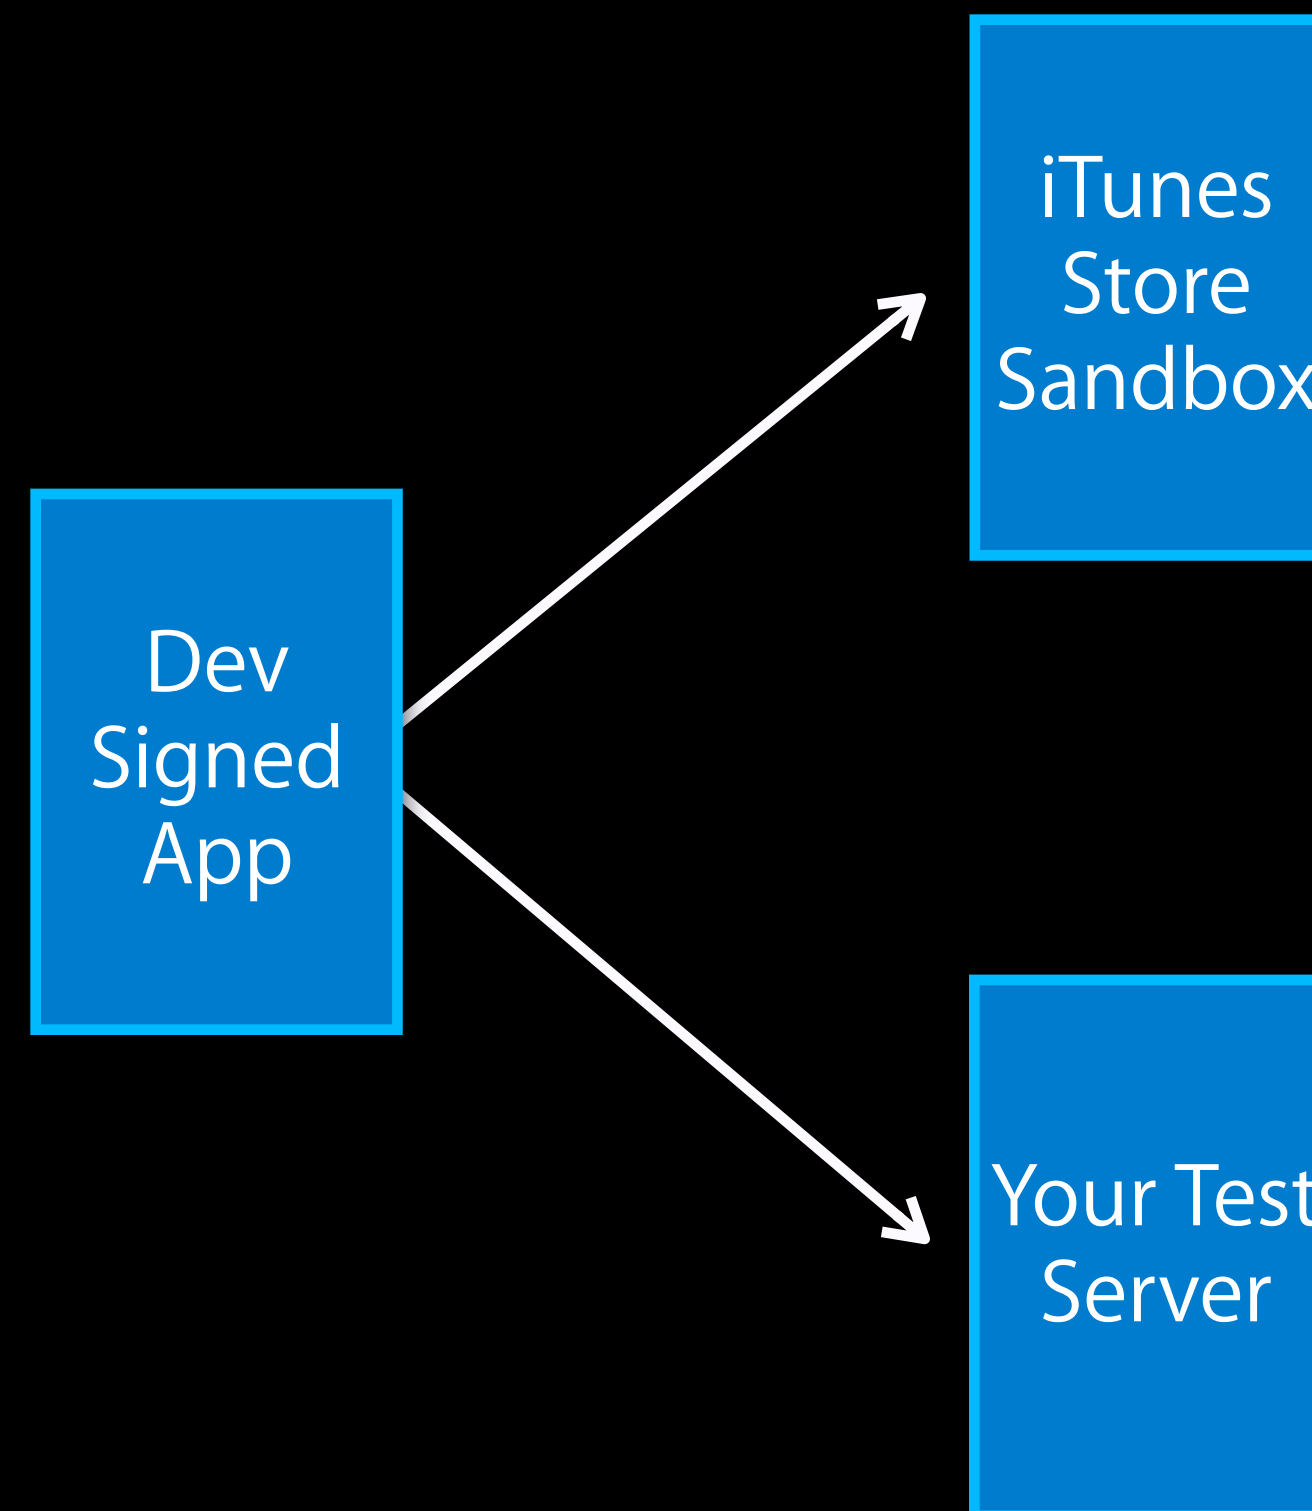 iTunes
Store
Sandbox
Dev
Signed
App
Your Test
Server